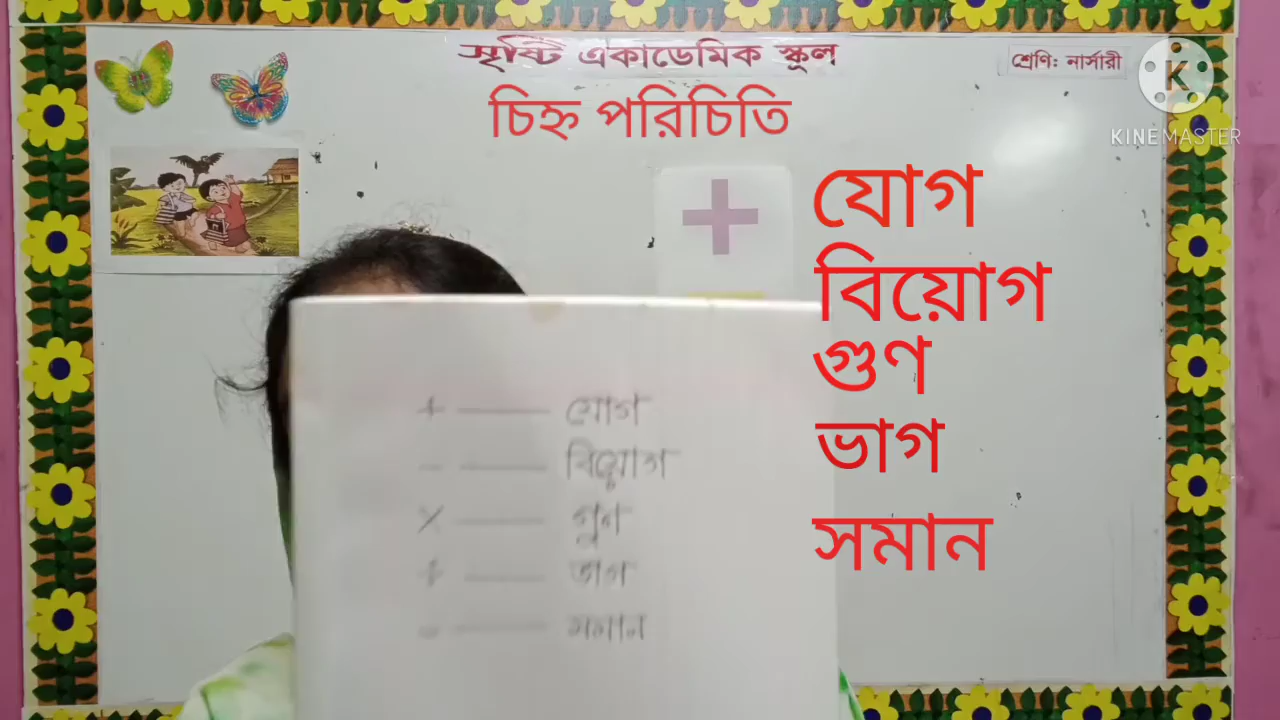 সৃষ্টি একাডেমিক স্কুল
শ্রেণিঃ নার্সারী
চিহ্ন পরিচিতি
K
KINEMASTER
+
যোগ
বিয়োগ
গুণ
ভাগ
সমান
+ — যোগ
- — বিয়োগ
× — গুণ
÷ — ভাগ
= — সমান